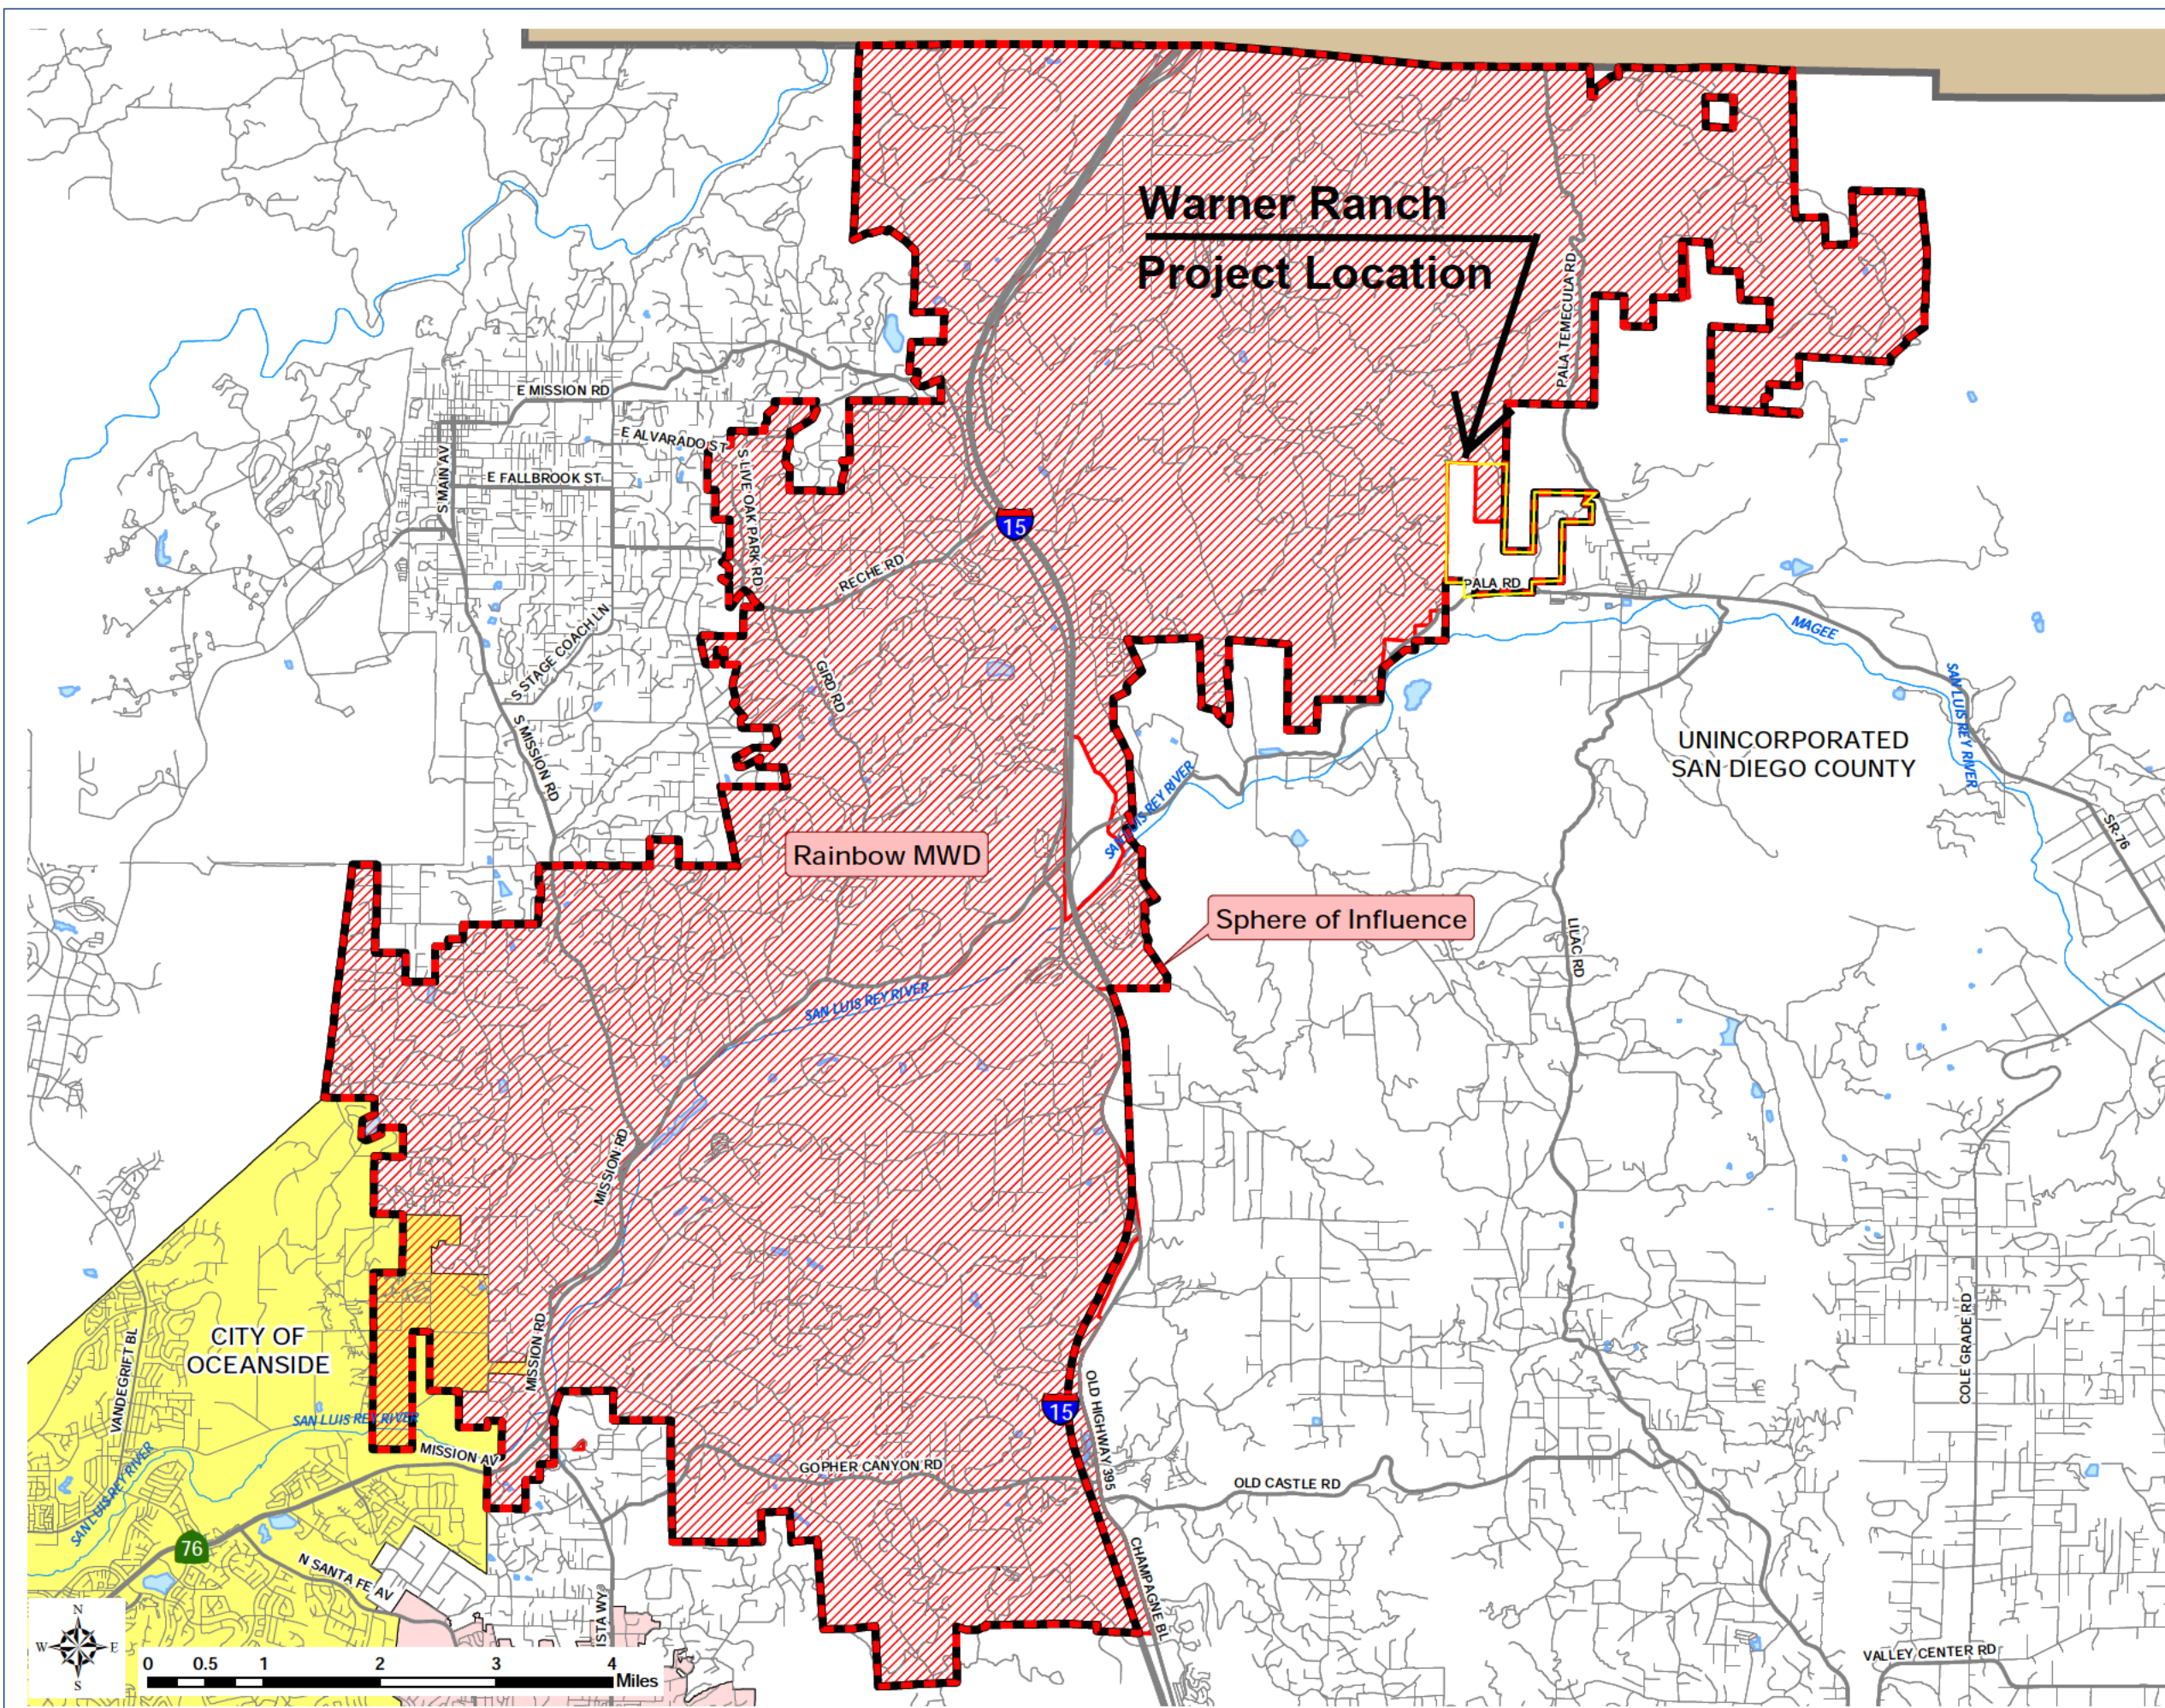 Warner Ranch
Project Location
PALA TEMECULA RD
E MISSION RD
E ALVARADO ST
S MAIN AV
E FALLBROOK ST
S LIVE OAK PARK RD
15
RECHE RD
PALA RD
MAGEE
S STAGE COACH LN
GIRD RD
SAN LUIS REY RIVER
S MISSION RD
UNINCORPORATED
SAN DIEGO COUNTY
SAN LUIS REY RIVER
SR-76
Rainbow MWD
Sphere of Influence
LILAC RD
SAN LUIS REY RIVER
MISSION RD
CITY OF
OCEANSIDE
VANDEGRIFT BL
MISSION RD
COLE GRADE RD
OLD HIGHWAY 395
15
SAN LUIS REY RIVER
MISSION AV
GOPHER CANYON RD
OLD CASTLE RD
SAN LUIS REY RIVER
76
N SANTA FE AV
CHAMPAGNE BL
ISTA WY
VALLEY CENTER RD
N
W E
S
0 0.5 1 2 3 4
Miles